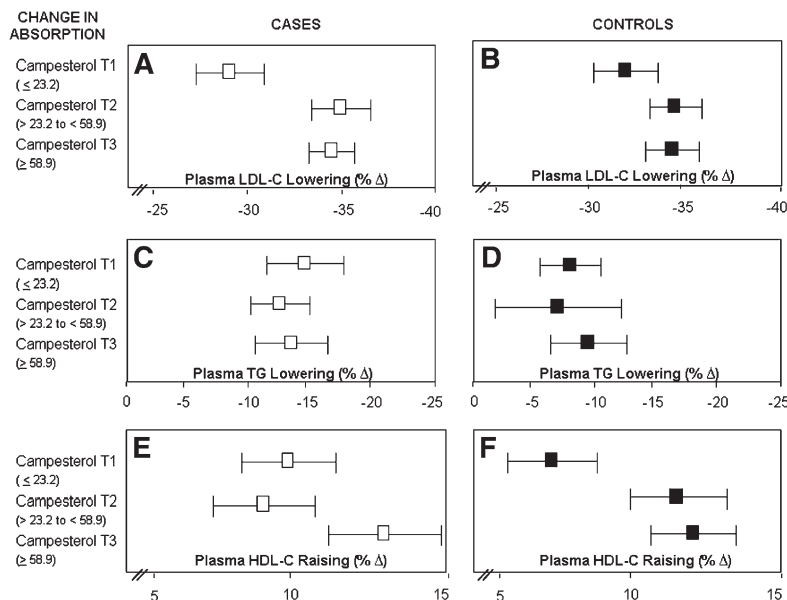 CHANGE IN
ABSORPTION
CASES
CONTROLS
A
Campesterol T1
( ≤ 23.2)
Campesterol T2
(> 23.2 to < 58.9)
Campesterol T3
(≥ 58.9)
Plasma LDL-C Lowering (% Δ)
-25 -30 -35 -40
B
Plasma LDL-C Lowering (% Δ)
-25 -30 -35 -40
C
Campesterol T1
( ≤ 23.2)
Campesterol T2
(> 23.2 to < 58.9)
Campesterol T3
(≥ 58.9)
Plasma TG Lowering (% Δ)
0 -5 -10 -15 -20 -25
D
Plasma TG Lowering (% Δ)
0 -5 -10 -15 -20 -25
E
Campesterol T1
( ≤ 23.2)
Campesterol T2
(> 23.2 to < 58.9)
Campesterol T3
(≥ 58.9)
Plasma HDL-C Raising (% Δ)
5 10 15
F
Plasma HDL-C Raising (% Δ)
5 10 15